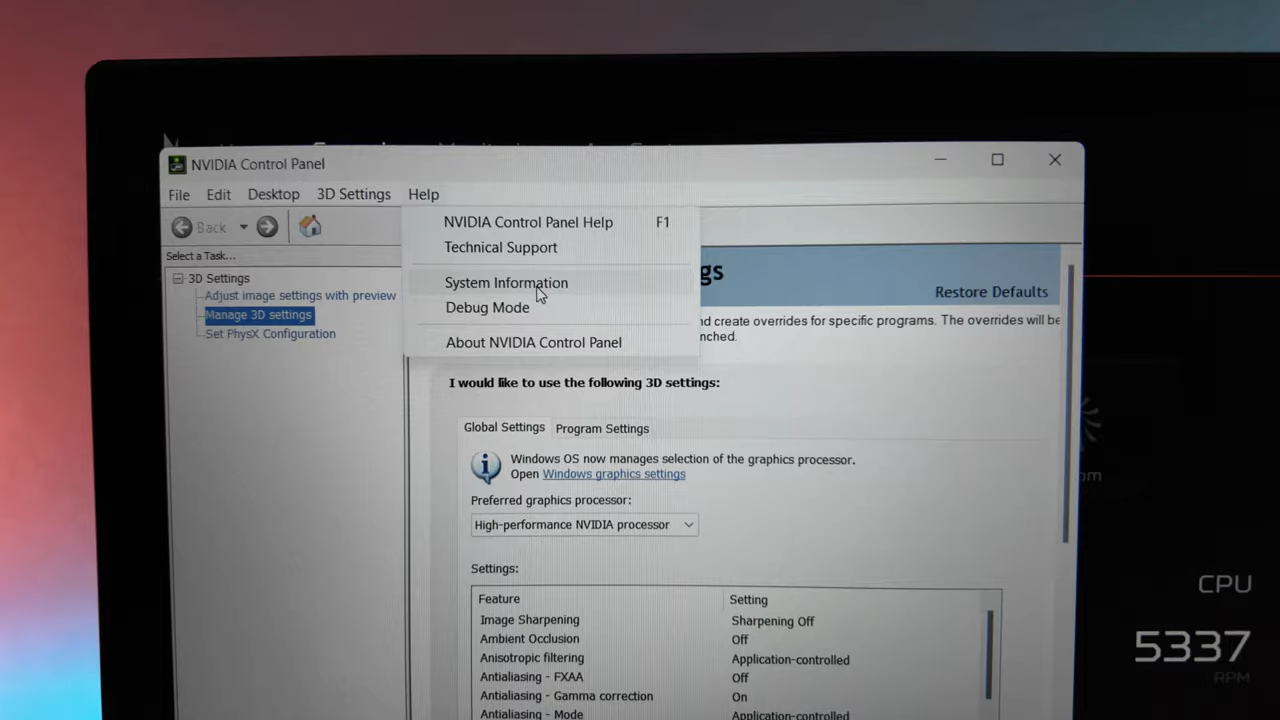 NVIDIA Control Panel
File Edit Desktop 3D Settings Help
Back
NVIDIA Control Panel Help F1
Technical Support
System Information
Debug Mode
About NVIDIA Control Panel
Select a Task...
3D Settings
Adjust image settings with preview
Manage 3D settings
Set PhysX Configuration
gs
Restore Defaults
nd create overrides for specific programs. The overrides will be
nched.
I would like to use the following 3D settings:
Global Settings Program Settings
Windows OS now manages selection of the graphics processor.
Open Windows graphics settings
Preferred graphics processor:
High-performance NVIDIA processor
Settings:
Feature Setting
Image Sharpening Sharpening Off
Ambient Occlusion Off
Anisotropic filtering Application-controlled
Antialiasing - FXAA Off
Antialiasing - Gamma correction On
Antialiasing - Mode Application-controlled
om
CPU
5337
RPM